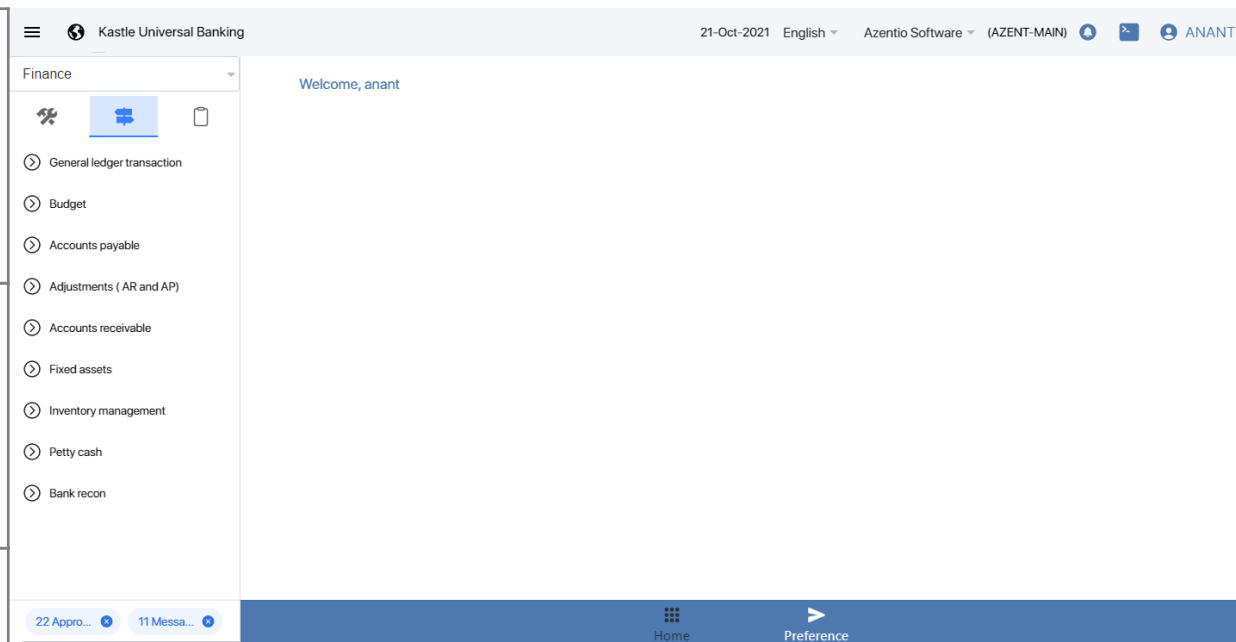 Kastle Universal Banking 21-Oct-2021 English Azentio Software (AZENT-MAIN) ANANT
Finance
Welcome, anant
General ledger transaction
Budget
Accounts payable
Adjustments ( AR and AP)
Accounts receivable
Fixed assets
Inventory management
Petty cash
Bank recon
22 Appro... 11 Messa...
Home Preference